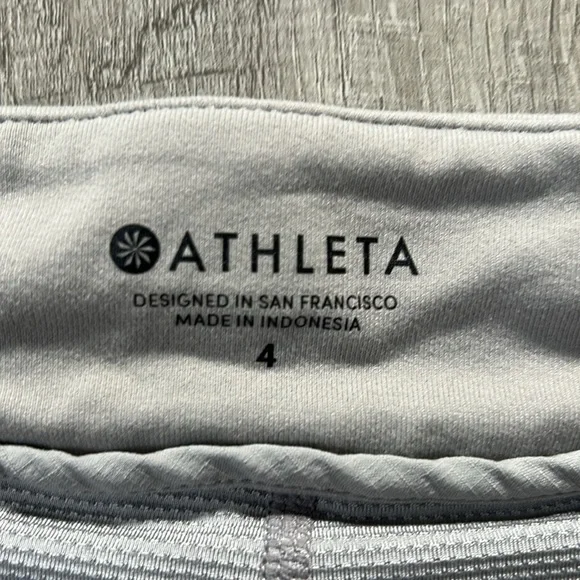 ATHLETA
DESIGNED IN SAN FRANCISCO
MADE IN INDONESIA
4